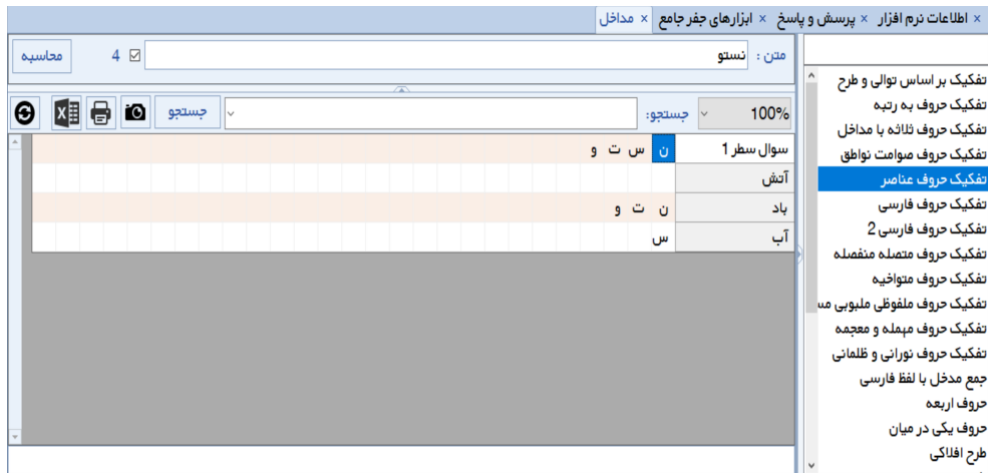 × اطلاعات نرم افزار × پرسش و پاسخ × ابزارهای جفر جامع × مداخل
متن : نستو
4
محاسبه
100%
جستجو:
جستجو
سوال سطر 1 ن س ت و
آتش
باد ن ت و
آب س
تفکیک بر اساس توالی و طرح
تفکیک حروف به رتبه
تفکیک حروف ثلاثه با مداخل
تفکیک حروف صوامت نواطق
تفکیک حروف عناصر
تفکیک حروف فارسی
تفکیک حروف فارسی 2
تفکیک حروف متصله منفصله
تفکیک حروف متواخیه
تفکیک حروف ملفوظی ملبوبی مس
تفکیک حروف مهمله و معجمه
تفکیک حروف نورانی و ظلمانی
جمع مدخل با لفظ فارسی
حروف اربعه
حروف یکی در میان
طرح افلاکی